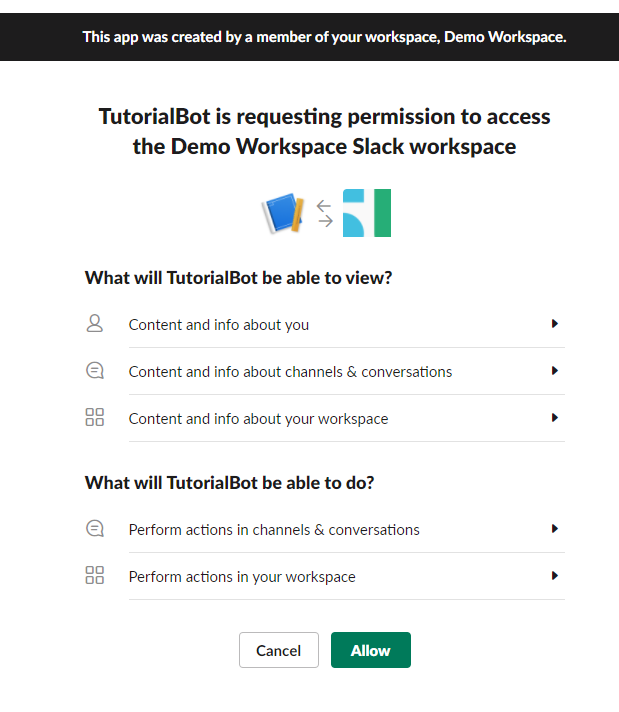 This app was created by a member of your workspace, Demo Workspace.
TutorialBot is requesting permission to access
the Demo Workspace Slack workspace
What will TutorialBot be able to view?
Content and info about you
Content and info about channels & conversations
Content and info about your workspace
What will TutorialBot be able to do?
Perform actions in channels & conversations
Perform actions in your workspace
Cancel
Allow